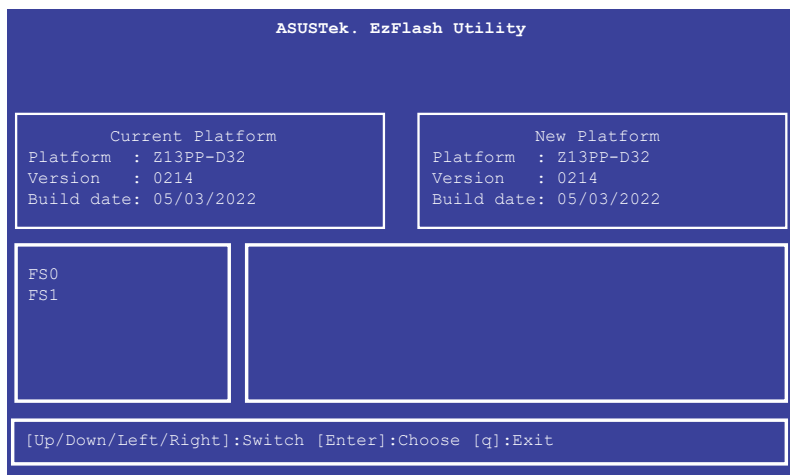 ASUSTek. EzFlash Utility
Current Platform
Platform : Z13PP-D32
Version : 0214
Build date: 05/03/2022
New Platform
Platform : Z13PP-D32
Version : 0214
Build date: 05/03/2022
FS0
FS1
[Up/Down/Left/Right]:Switch [Enter]:Choose [q]:Exit